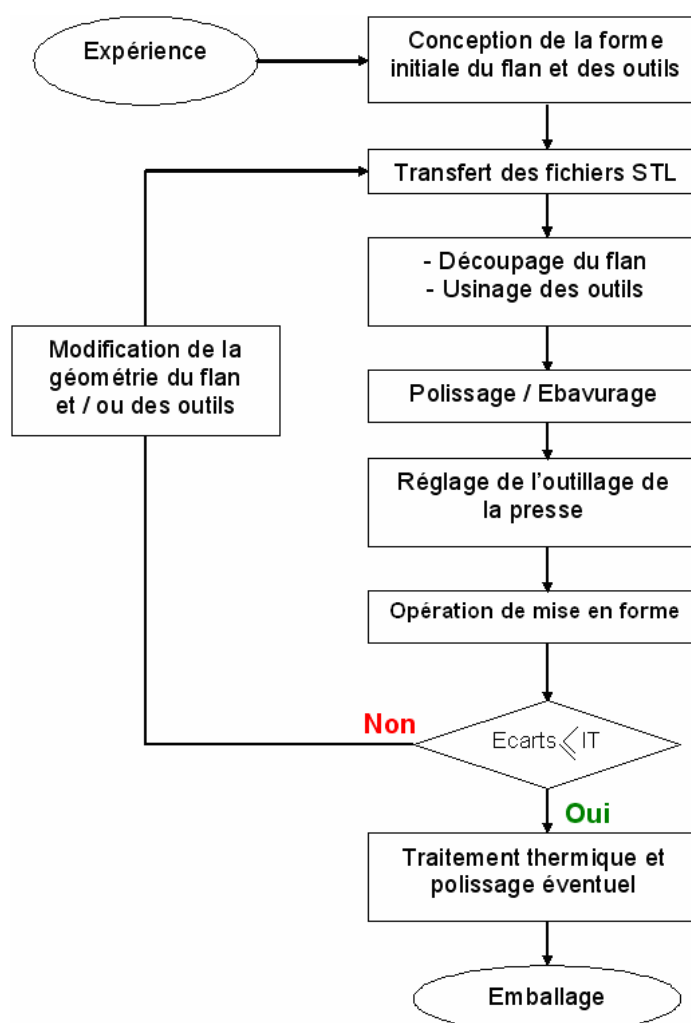 Expérience
Conception de la forme
initiale du flan et des outils
Transfert des fichiers STL
- Découpage du flan
- Usinage des outils
Modification de la
géométrie du flan
et / ou des outils
Polissage / Ebavurage
Réglage de l'outillage de
la presse
Opération de mise en forme
Non
Ecarts ⩽ IT
Oui
Traitement thermique et
polissage éventuel
Emballage